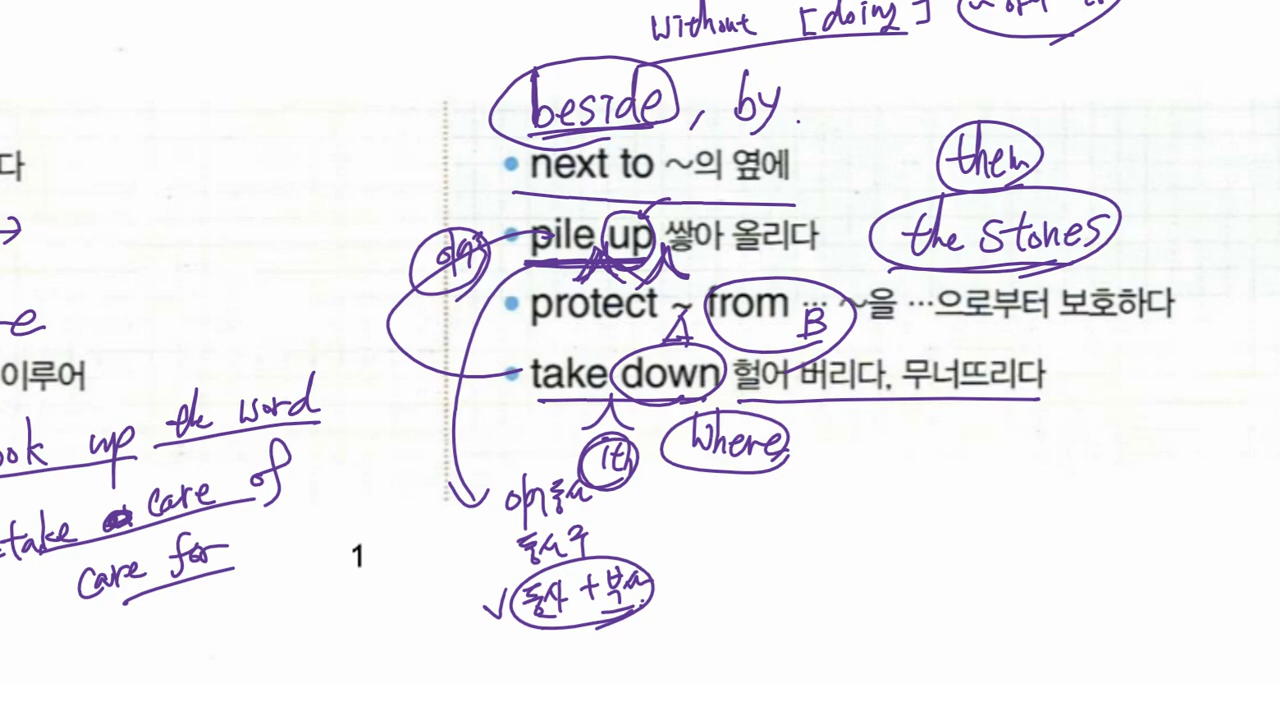 without [doing]
beside, by.
다
• next to ~의 옆에
them
• pile up 쌓아 올리다
the stones
• protect ~ from … ~을 …으로부터 보호하다
A B
이루어
• take down 헐어 버리다, 무너뜨리다
the word
up
it
where
take care of
이어동사
동사구
care for
1
동사 + 부사